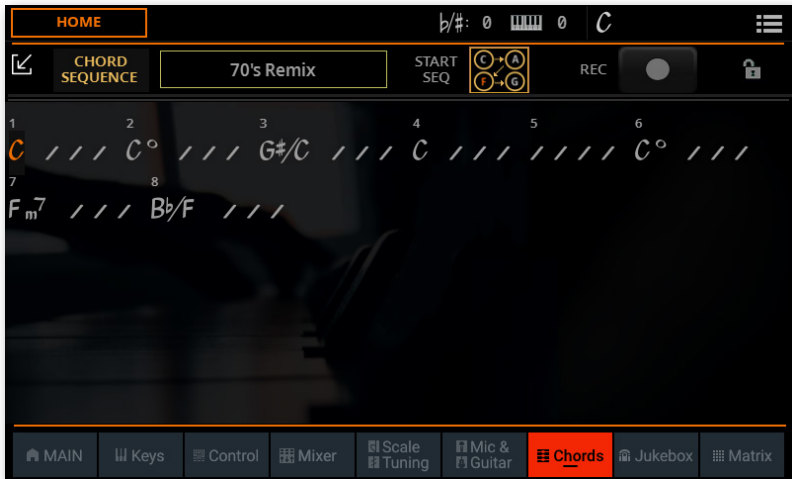 HOME ♭/♯: 0 0 C
CHORD SEQUENCE 70's Remix START SEQ C A F G REC
1 2 3 4 5 6
C / / / C° / / / G♯/C / / / C / / / / / / / C° / / /
7 8
Fm7 / / / B♭/F / / /
MAIN Keys Control Mixer Scale Tuning Mic & Guitar Chords Jukebox Matrix